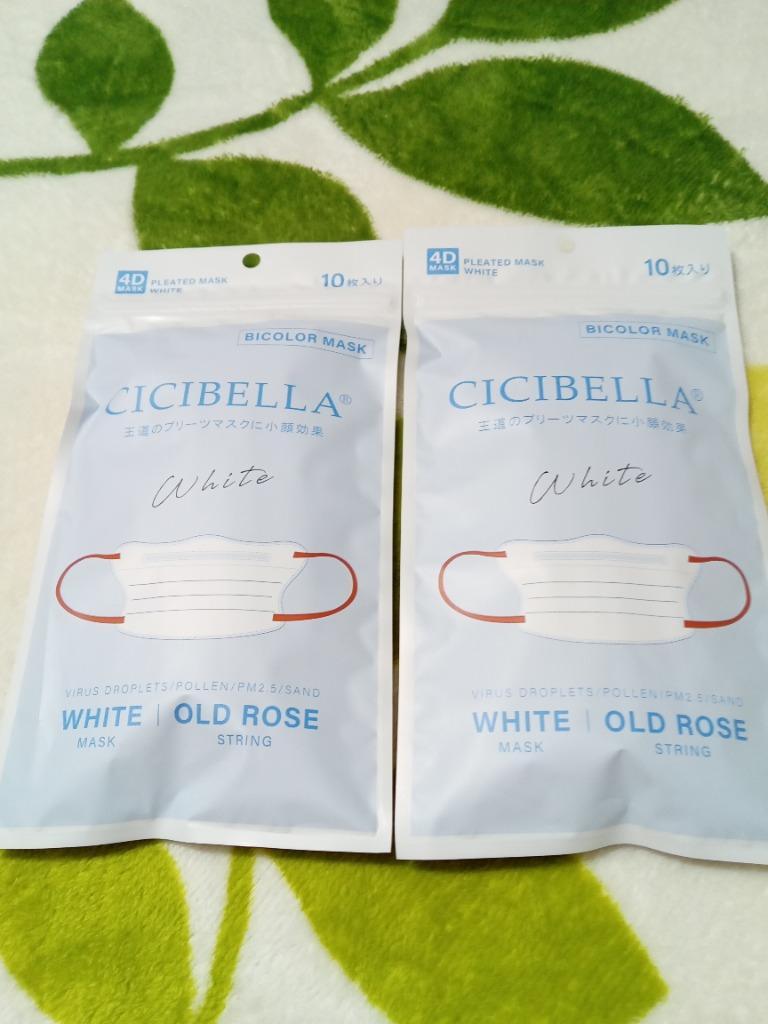 4D
MASK
PLEATED MASK
WHITE
10枚入り
BICOLOR MASK
CICIBELLA®
王道のプリーツマスクに小顔効果
White
VIRUS DROPLETS/POLLEN/PM2.5/SAND
WHITE | OLD ROSE
MASK STRING
4D
MASK
PLEATED MASK
WHITE
10枚入り
BICOLOR MASK
CICIBELLA®
王道のプリーツマスクに小顔効果
White
VIRUS DROPLETS/POLLEN/PM2.5/SAND
WHITE | OLD ROSE
MASK STRING